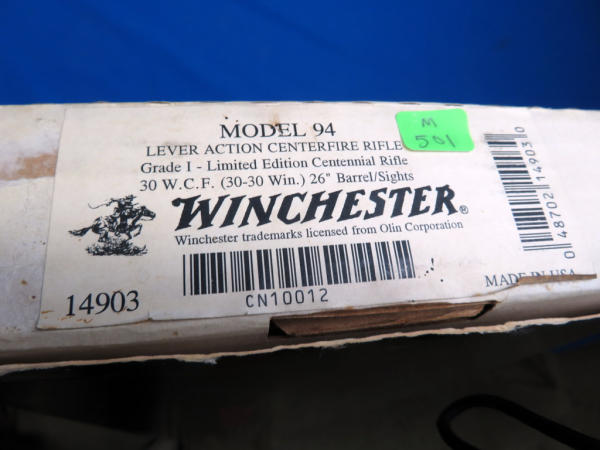 MODEL 94
LEVER ACTION CENTERFIRE RIFLE
Grade I - Limited Edition Centennial Rifle
30 W.C.F. (30-30 Win.) 26" Barrel/Sights
WINCHESTER®
Winchester trademarks licensed from Olin Corporation
CN10012
14903
MADE IN USA
M
501
0 48702 14903 0